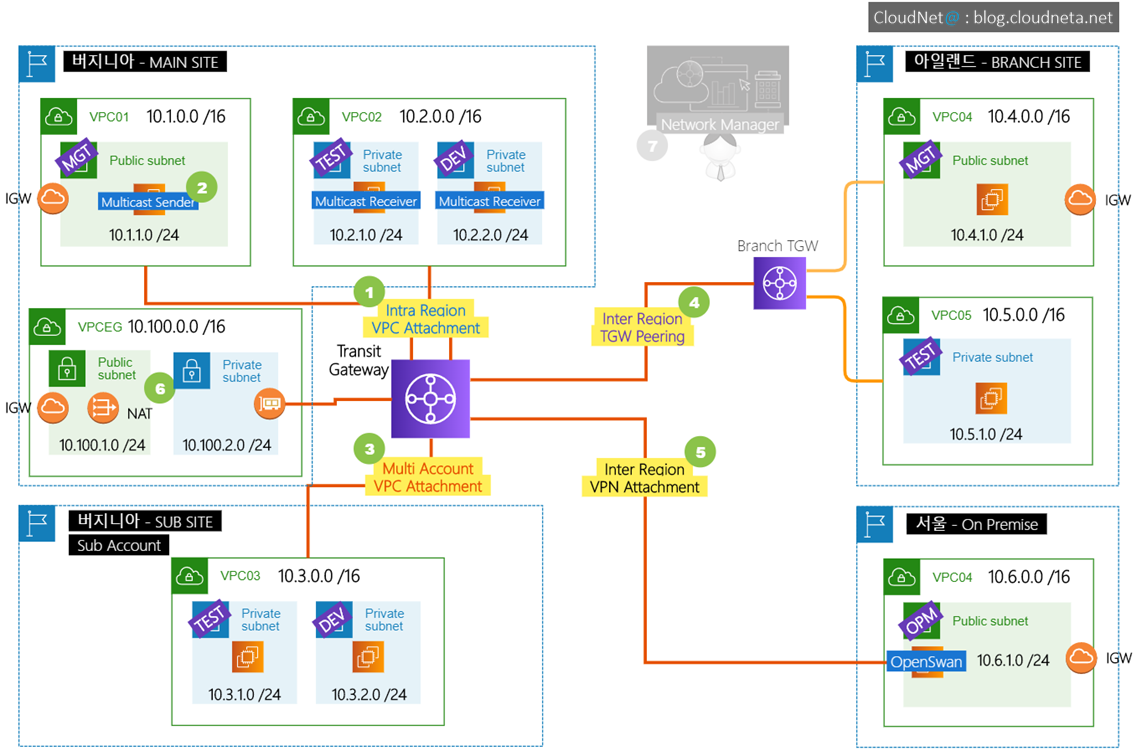 CloudNet@ : blog.cloudneta.net
버지니아 - MAIN SITE
VPC01 10.1.0.0 /16
MGT
Public subnet
Multicast Sender
2
IGW
10.1.1.0 /24
VPC02 10.2.0.0 /16
TEST
Private
subnet
Multicast Receiver
10.2.1.0 /24
DEV
Private
subnet
Multicast Receiver
10.2.2.0 /24
1
Intra Region
VPC Attachment
VPCEG 10.100.0.0 /16
Public
subnet
6
IGW
NAT
10.100.1.0 /24
Private
subnet
10.100.2.0 /24
Transit
Gateway
3
Multi Account
VPC Attachment
버지니아 - SUB SITE
Sub Account
VPC03 10.3.0.0 /16
TEST
Private
subnet
10.3.1.0 /24
DEV
Private
subnet
10.3.2.0 /24
Network Manager
7
Branch TGW
4
Inter Region
TGW Peering
5
Inter Region
VPN Attachment
아일랜드 - BRANCH SITE
VPC04 10.4.0.0 /16
MGT
Public subnet
IGW
10.4.1.0 /24
VPC05 10.5.0.0 /16
TEST
Private subnet
10.5.1.0 /24
서울 - On Premise
VPC04 10.6.0.0 /16
OPM
Public subnet
OpenSwan
10.6.1.0 /24
IGW